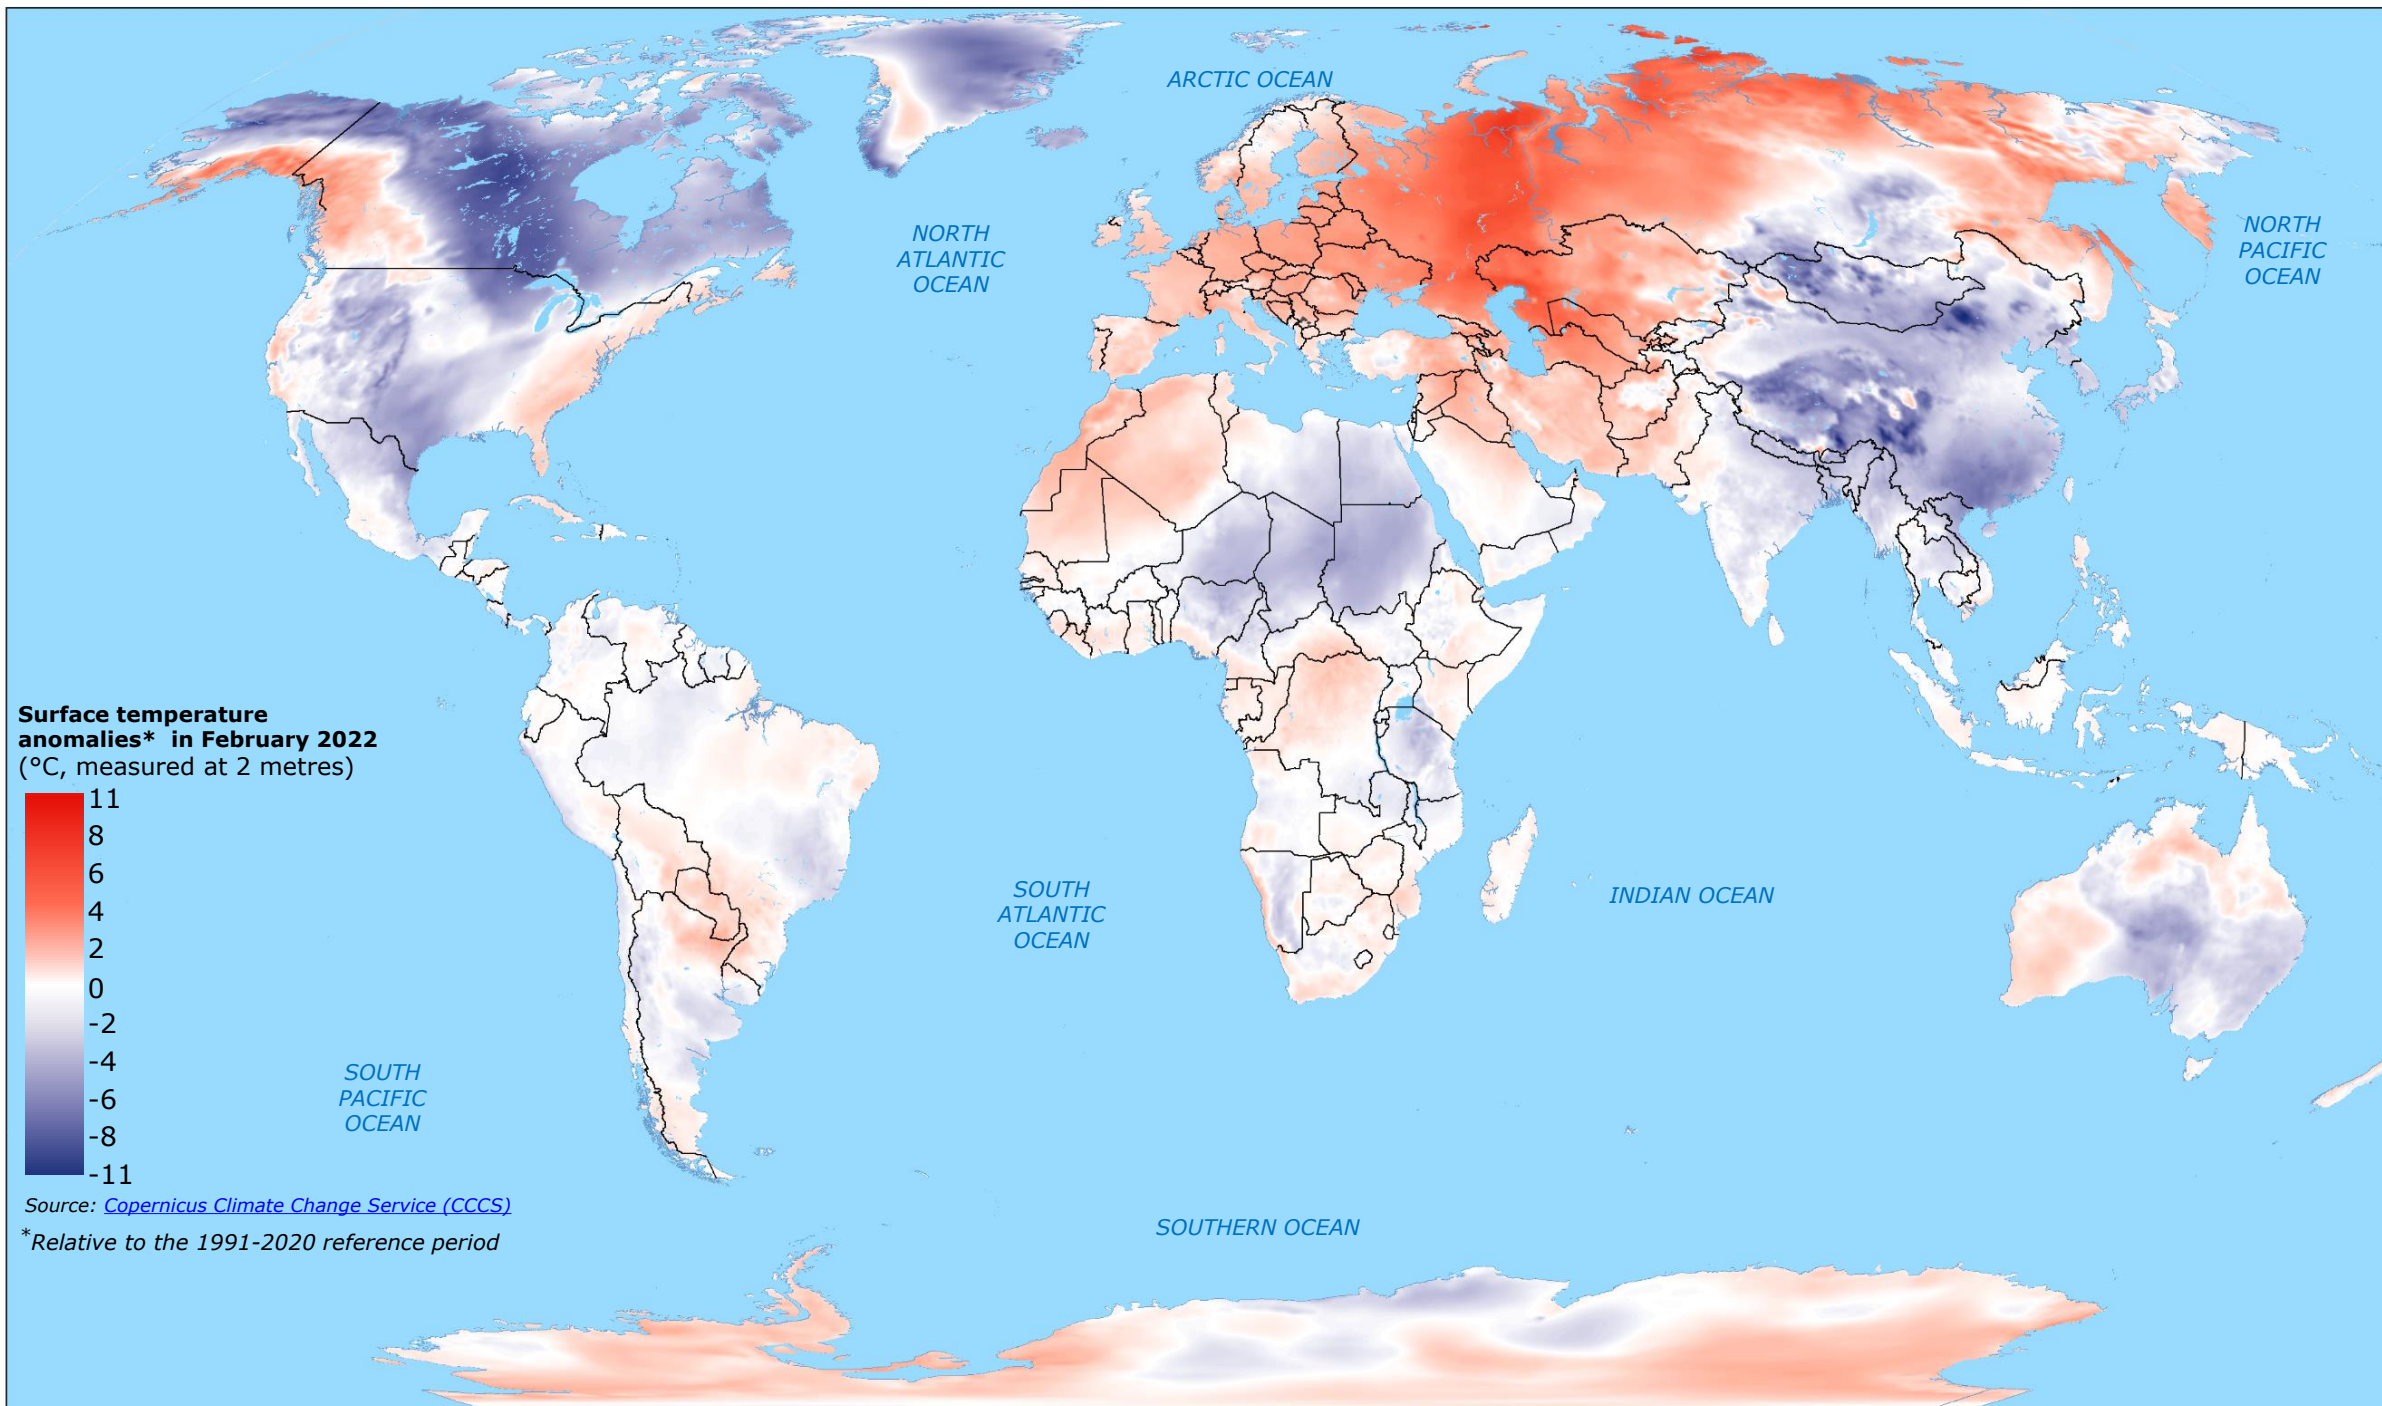 ARCTIC OCEAN
NORTH
ATLANTIC
OCEAN
NORTH
PACIFIC
OCEAN
Surface temperature
anomalies* in February 2022
(°C, measured at 2 metres)
11
8
6
4
2
0
-2
-4
-6
-8
-11
SOUTH
ATLANTIC
OCEAN
INDIAN OCEAN
SOUTH
PACIFIC
OCEAN
Source: Copernicus Climate Change Service (CCCS)
*Relative to the 1991-2020 reference period
SOUTHERN OCEAN